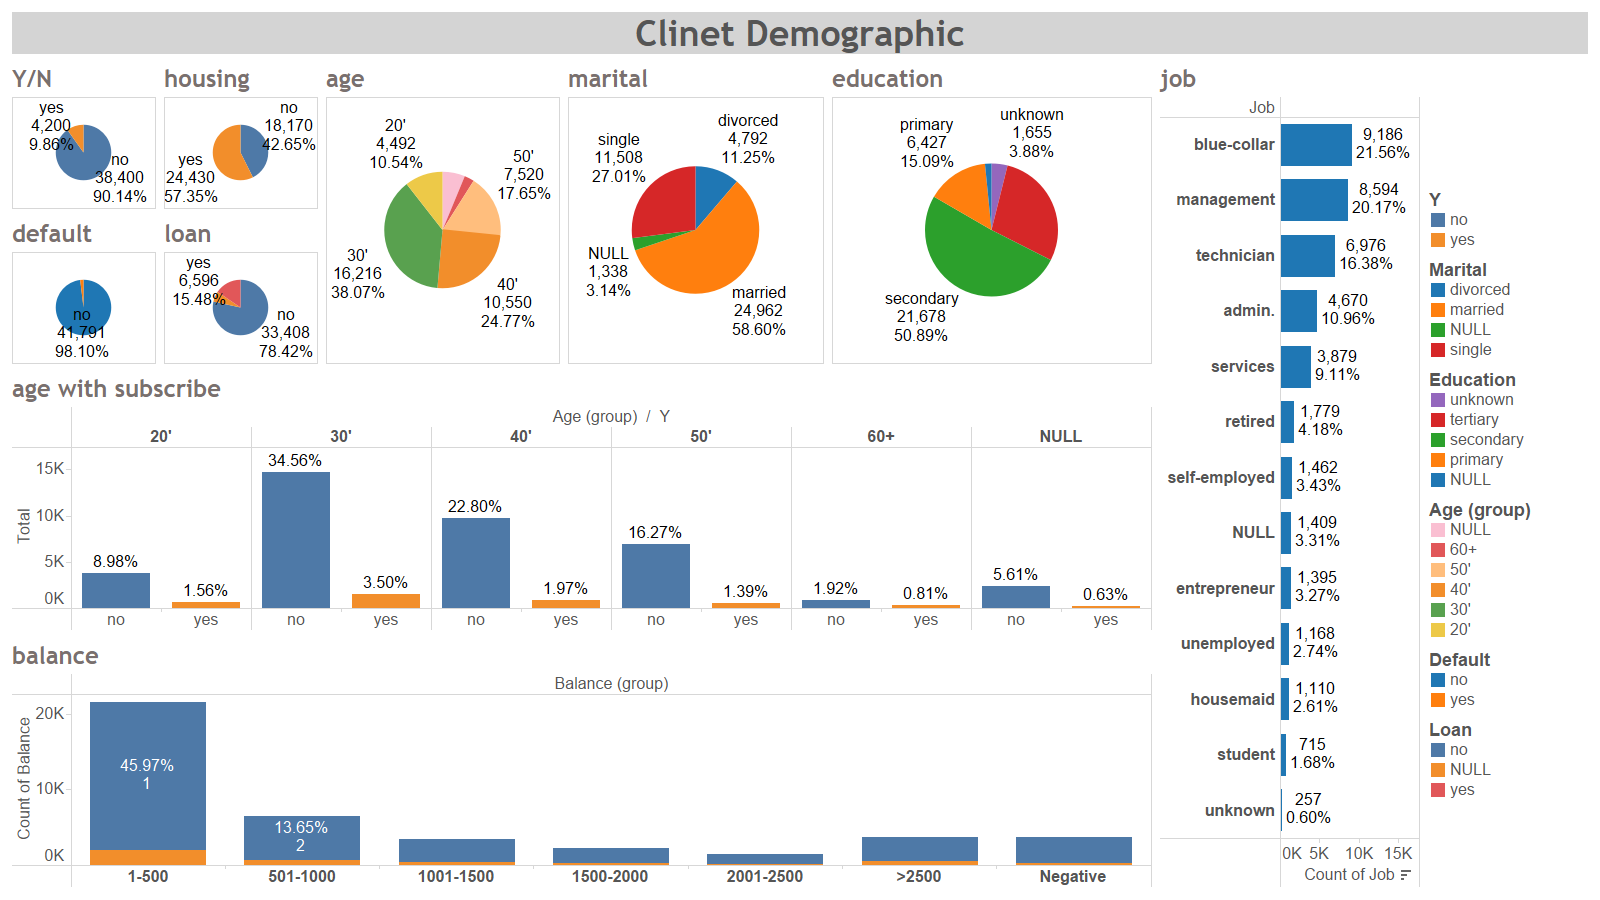 Clinet Demographic
Y/N
yes
4,200
9.86%
no
38,400
90.14%
housing
no
18,170
42.65%
yes
24,430
57.35%
default
no
41,791
98.10%
loan
yes
6,596
15.48%
no
33,408
78.42%
age
20'
4,492
10.54%
50'
7,520
17.65%
30'
16,216
38.07%
40'
10,550
24.77%
marital
divorced
4,792
11.25%
single
11,508
27.01%
NULL
1,338
3.14%
married
24,962
58.60%
education
unknown
1,655
3.88%
primary
6,427
15.09%
secondary
21,678
50.89%
age with subscribe
Age (group) / Y
20' 30' 40' 50' 60+ NULL
Total
15K
10K
5K
0K
8.98% 1.56% 34.56% 3.50% 22.80% 1.97% 16.27% 1.39% 1.92% 0.81% 5.61% 0.63%
no yes no yes no yes no yes no yes no yes
balance
Balance (group)
Count of Balance
20K
10K
0K
45.97%
1
13.65%
2
1-500 501-1000 1001-1500 1500-2000 2001-2500 >2500 Negative
job
Job
blue-collar
9,186
21.56%
management
8,594
20.17%
technician
6,976
16.38%
admin.
4,670
10.96%
services
3,879
9.11%
retired
1,779
4.18%
self-employed
1,462
3.43%
NULL
1,409
3.31%
entrepreneur
1,395
3.27%
unemployed
1,168
2.74%
housemaid
1,110
2.61%
student
715
1.68%
unknown
257
0.60%
0K 5K 10K 15K
Count of Job
Y
no
yes
Marital
divorced
married
NULL
single
Education
unknown
tertiary
secondary
primary
NULL
Age (group)
NULL
60+
50'
40'
30'
20'
Default
no
yes
Loan
no
NULL
yes